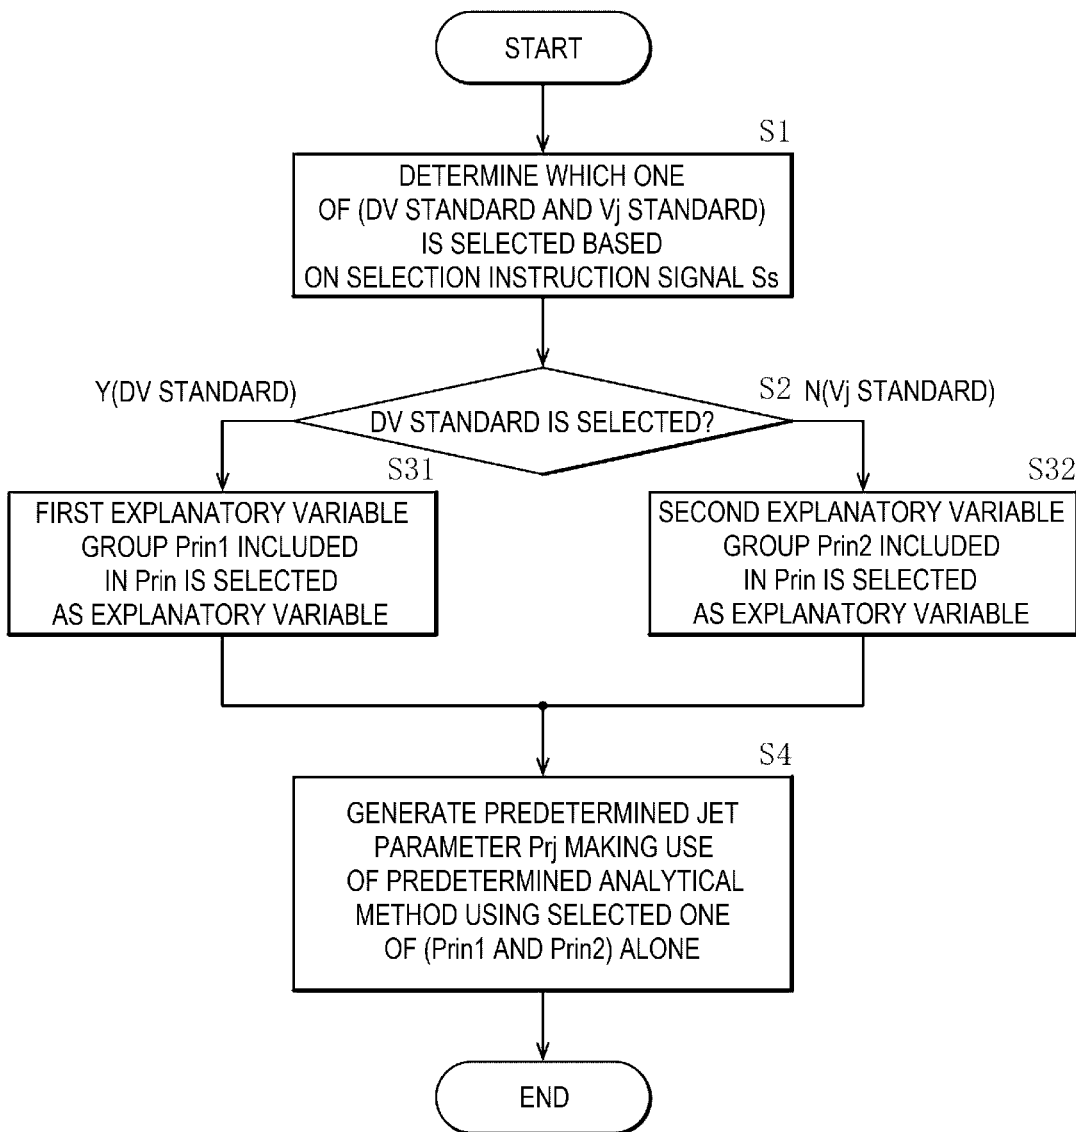 START
S1
DETERMINE WHICH ONE
OF (DV STANDARD AND Vj STANDARD)
IS SELECTED BASED
ON SELECTION INSTRUCTION SIGNAL Ss
Y(DV STANDARD)
S2
N(Vj STANDARD)
DV STANDARD IS SELECTED?
S31
FIRST EXPLANATORY VARIABLE
GROUP Prin1 INCLUDED
IN Prin IS SELECTED
AS EXPLANATORY VARIABLE
S32
SECOND EXPLANATORY VARIABLE
GROUP Prin2 INCLUDED
IN Prin IS SELECTED
AS EXPLANATORY VARIABLE
S4
GENERATE PREDETERMINED JET
PARAMETER Prj MAKING USE
OF PREDETERMINED ANALYTICAL
METHOD USING SELECTED ONE
OF (Prin1 AND Prin2) ALONE
END